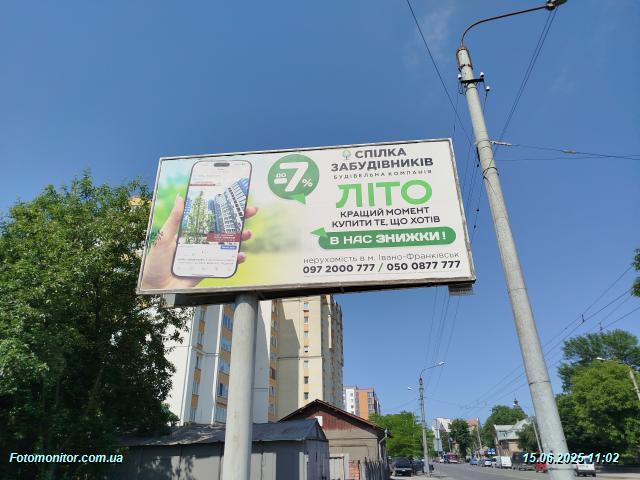 до
-7%
СПІЛКА
ЗАБУДІВНИКІВ
БУДІВЕЛЬНА КОМПАНІЯ
ЛІТО
КРАЩИЙ МОМЕНТ
КУПИТИ ТЕ, ЩО ХОТІВ
В НАС ЗНИЖКИ!
нерухомість в м. Івано-Франківськ
097 2000 777 / 050 0877 777
Fotomonitor.com.ua
15.06.2025 11:02